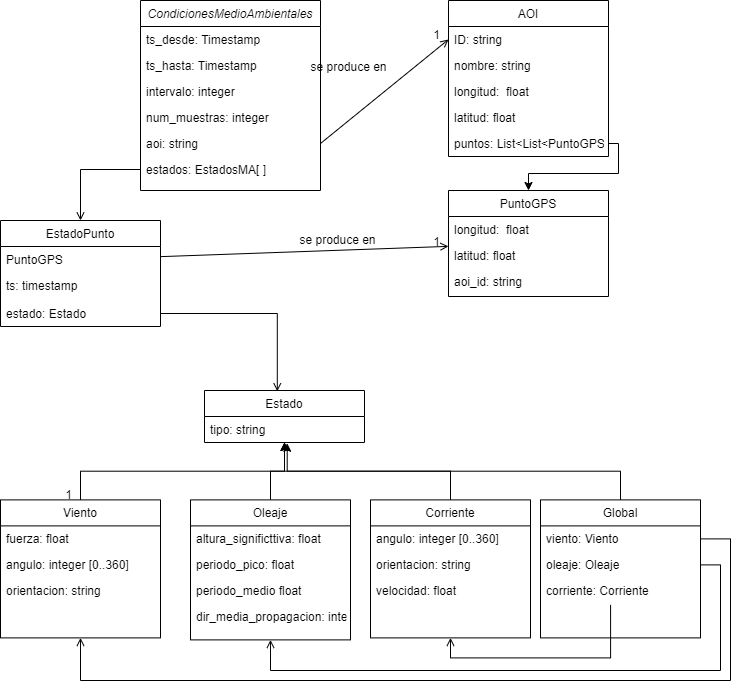 CondicionesMedioAmbientales
ts_desde: Timestamp
ts_hasta: Timestamp
intervalo: integer
num_muestras: integer
aoi: string
estados: EstadosMA[ ]
se produce en
1
AOI
ID: string
nombre: string
longitud: float
latitud: float
puntos: List<List<PuntoGPS
EstadoPunto
PuntoGPS
ts: timestamp
estado: Estado
se produce en
1
PuntoGPS
longitud: float
latitud: float
aoi_id: string
Estado
tipo: string
1
Viento
fuerza: float
angulo: integer [0..360]
orientacion: string
Oleaje
altura_significttiva: float
periodo_pico: float
periodo_medio float
dir_media_propagacion: inte
Corriente
angulo: integer [0..360]
orientacion: string
velocidad: float
Global
viento: Viento
oleaje: Oleaje
corriente: Corriente